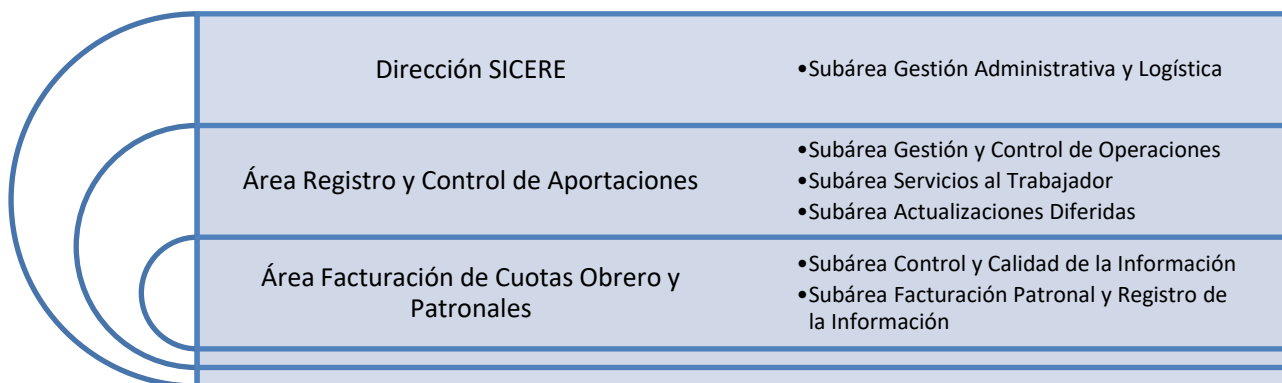 Dirección SICERE
•Subárea Gestión Administrativa y Logística
Área Registro y Control de Aportaciones
•Subárea Gestión y Control de Operaciones
•Subárea Servicios al Trabajador
•Subárea Actualizaciones Diferidas
Área Facturación de Cuotas Obrero y
Patronales
•Subárea Control y Calidad de la Información
•Subárea Facturación Patronal y Registro de
la Información